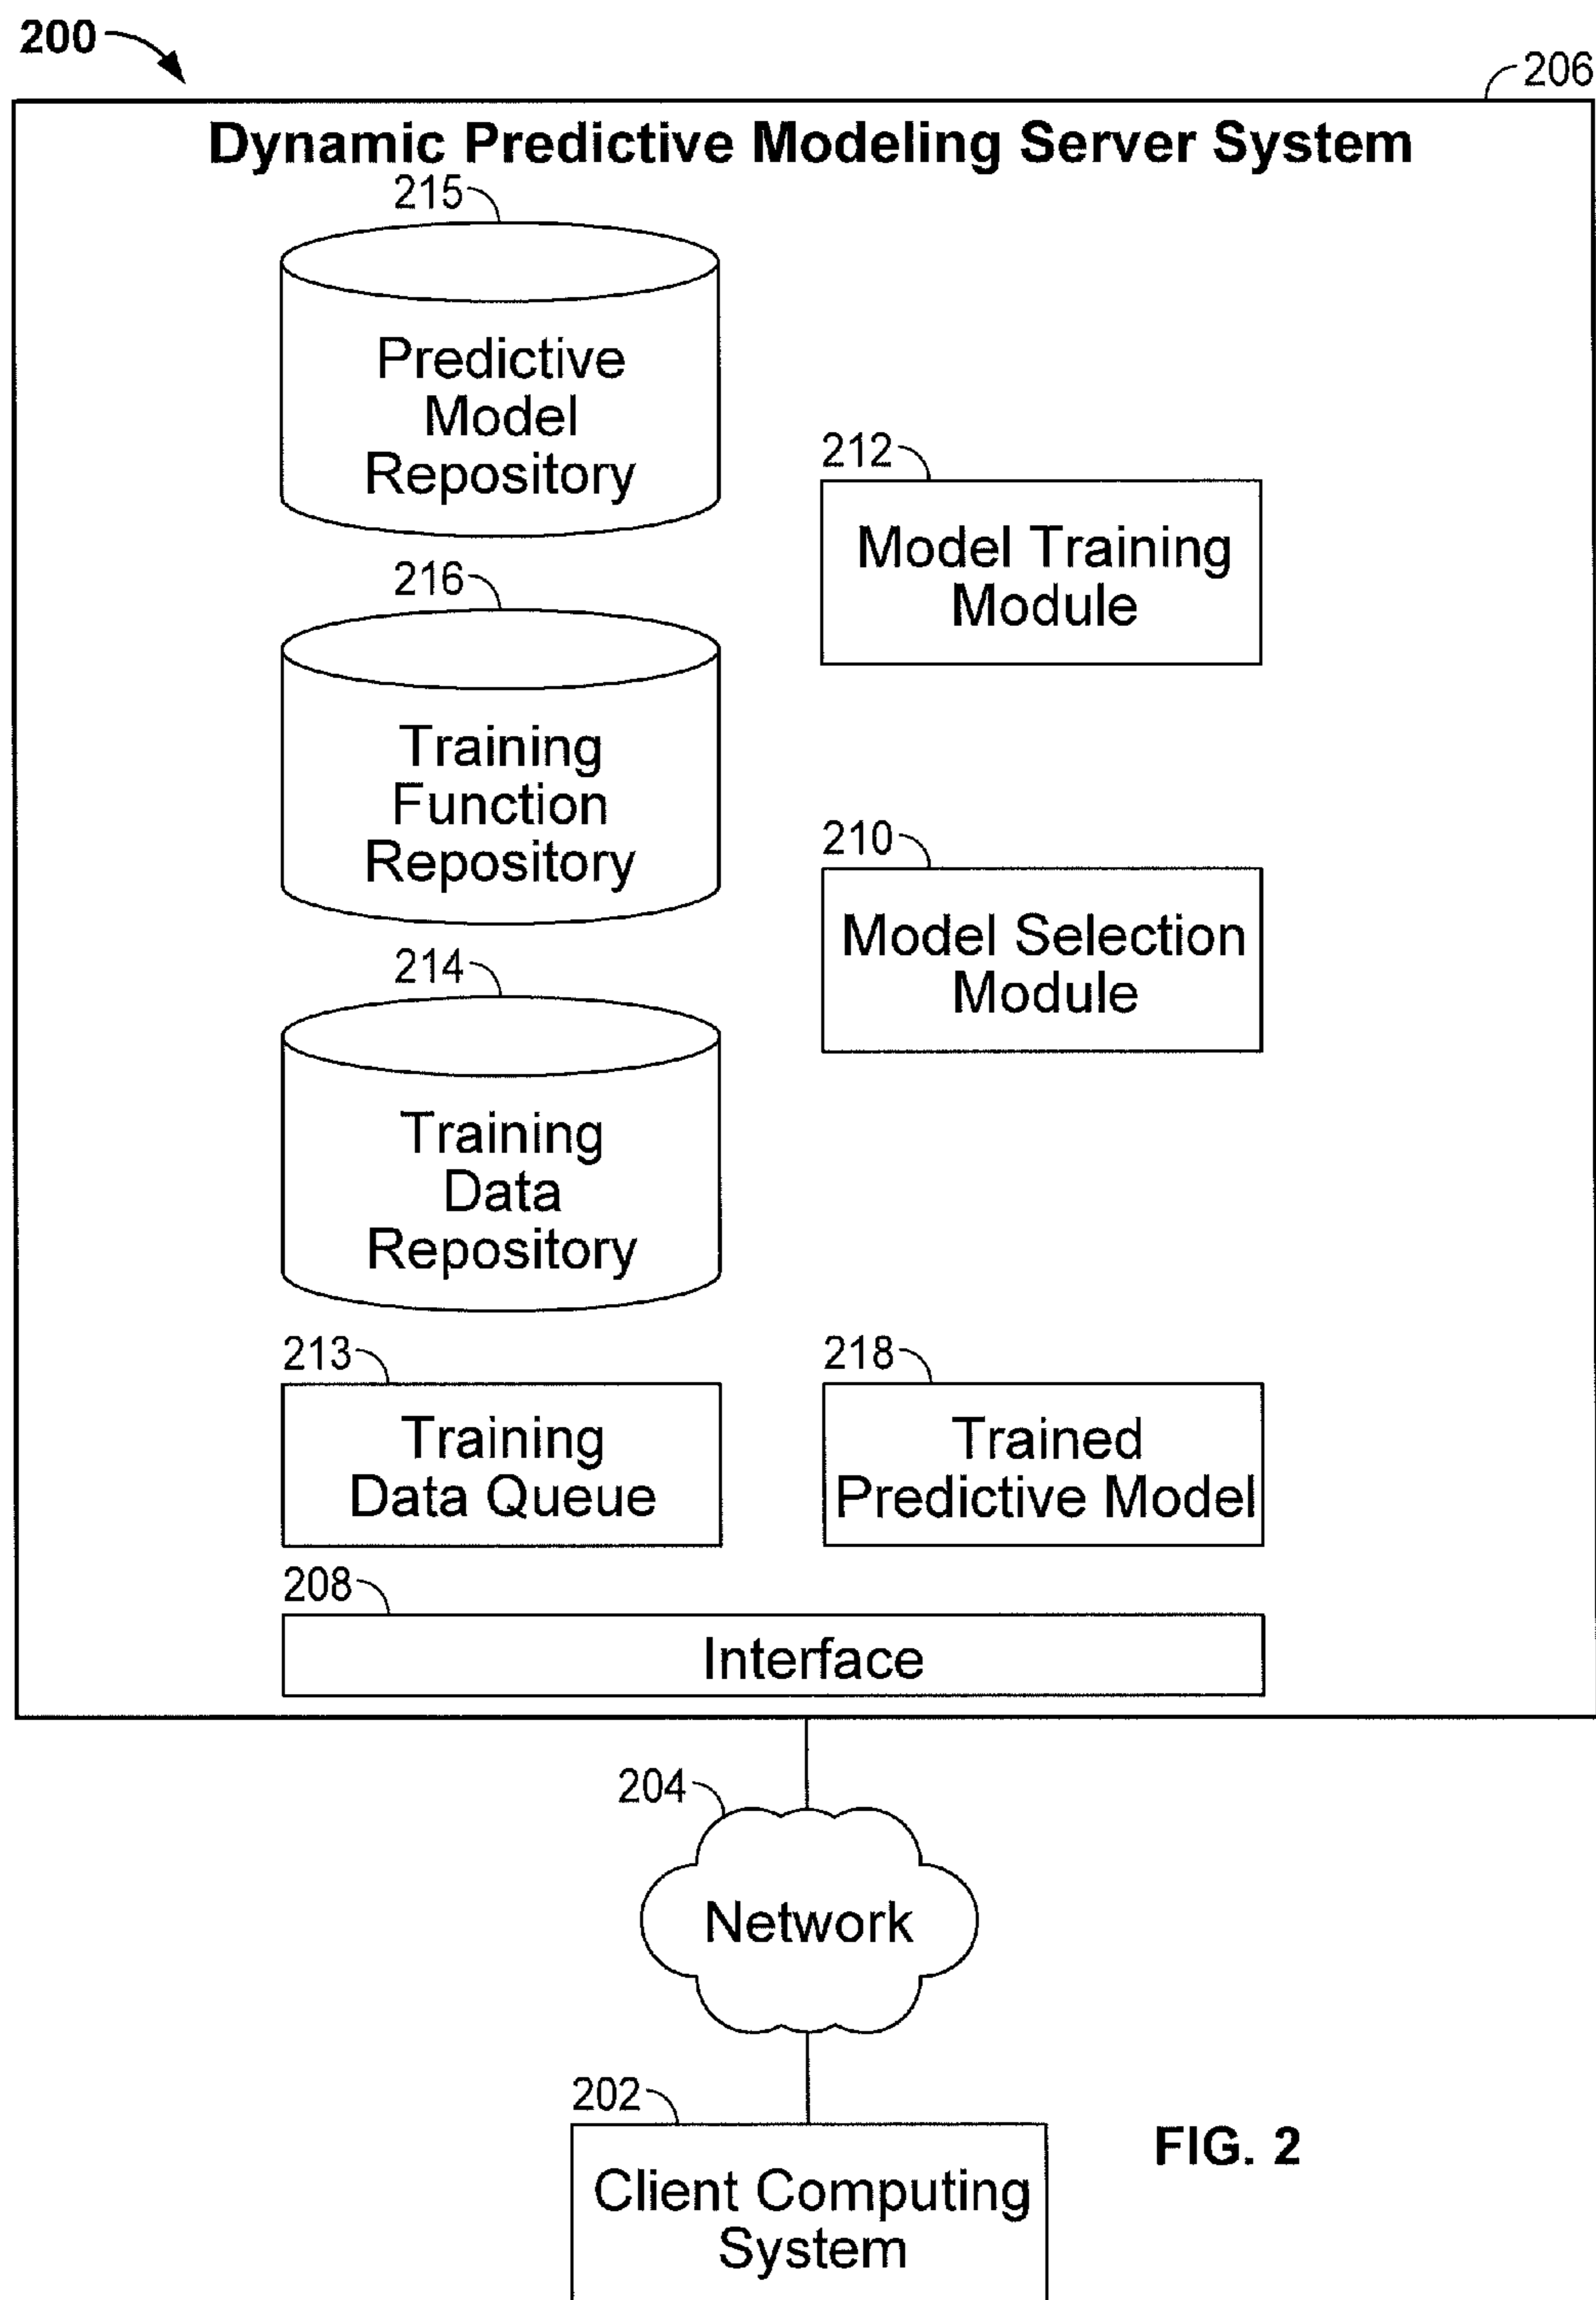 200
206
Dynamic Predictive Modeling Server System
215
Predictive
Model
Repository
212
Model Training
Module
216
Training
Function
Repository
210
Model Selection
Module
214
Training
Data
Repository
213
Training
Data Queue
218
Trained
Predictive Model
208
Interface
204
Network
202
Client Computing
System
FIG. 2